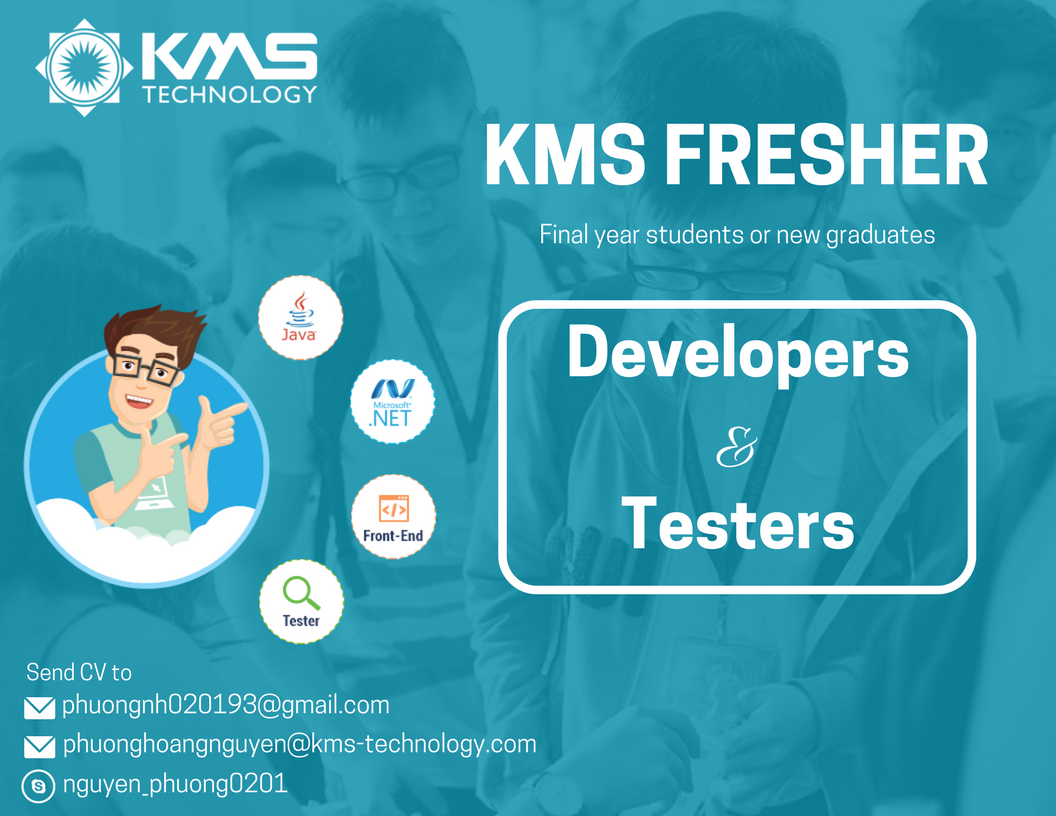 KMS
TECHNOLOGY
KMS FRESHER
Final year students or new graduates
Java
Microsoft
.NET
Front-End
Tester
Developers
&
Testers
Send CV to
phuongnh020193@gmail.com
phuonghoangnguyen@kms-technology.com
nguyen_phuong0201